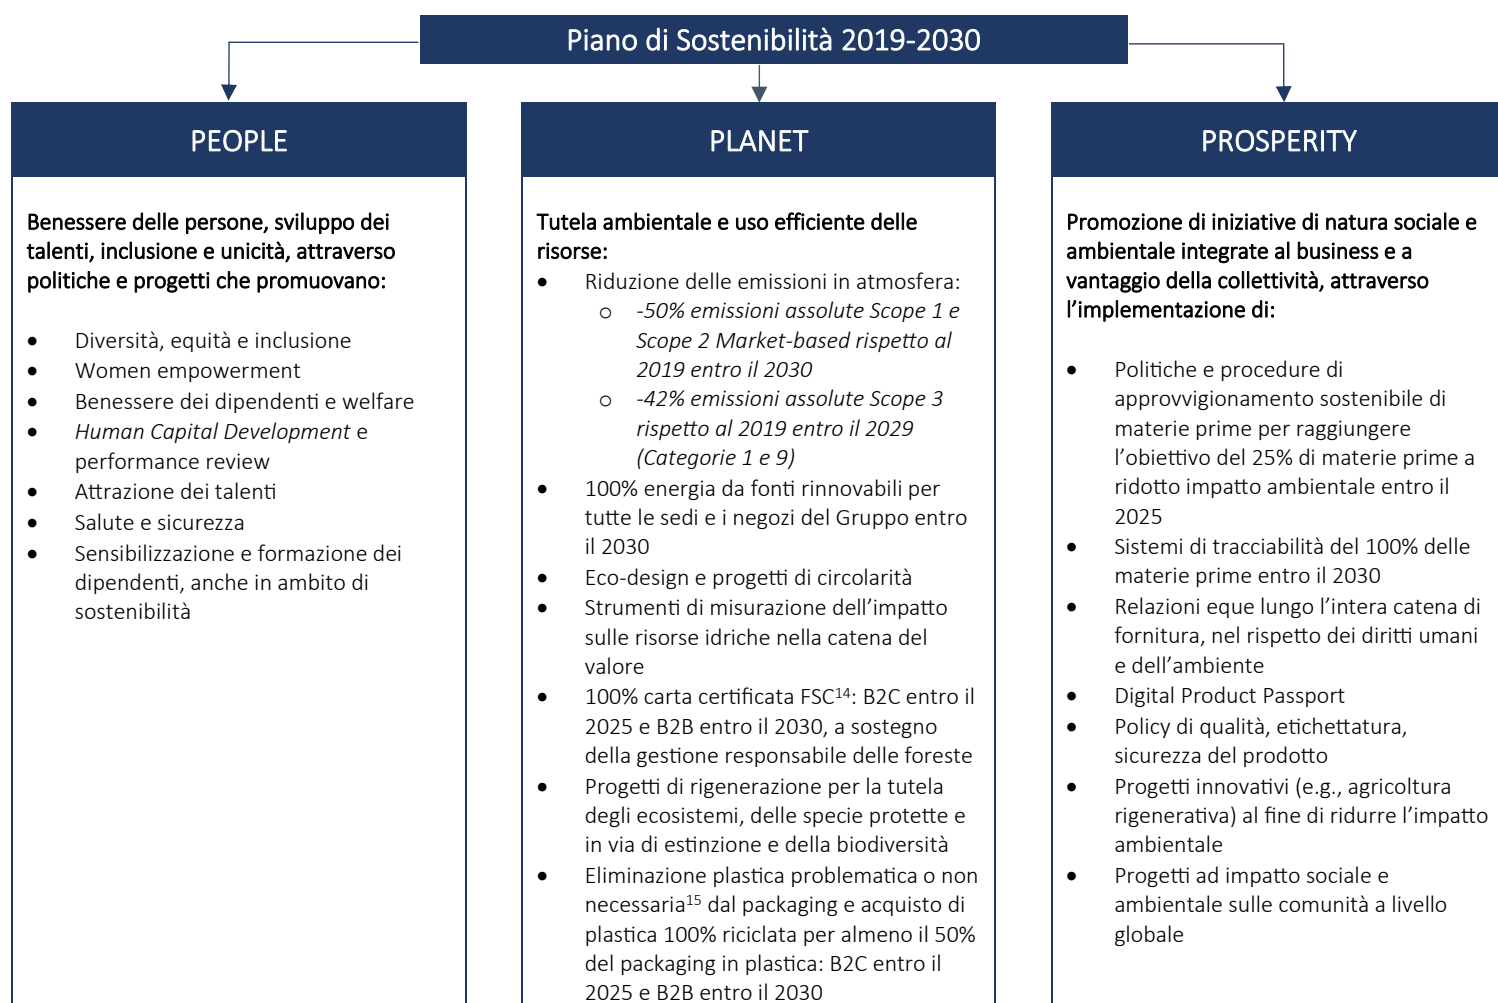 Piano di Sostenibilità 2019-2030
PEOPLE
Benessere delle persone, sviluppo dei
talenti, inclusione e unicità, attraverso
politiche e progetti che promuovano:
• Diversità, equità e inclusione
• Women empowerment
• Benessere dei dipendenti e welfare
• Human Capital Development e
performance review
• Attrazione dei talenti
• Salute e sicurezza
• Sensibilizzazione e formazione dei
dipendenti, anche in ambito di
sostenibilità
PLANET
Tutela ambientale e uso efficiente delle
risorse:
• Riduzione delle emissioni in atmosfera:
o -50% emissioni assolute Scope 1 e
Scope 2 Market-based rispetto al
2019 entro il 2030
o -42% emissioni assolute Scope 3
rispetto al 2019 entro il 2029
(Categorie 1 e 9)
• 100% energia da fonti rinnovabili per
tutte le sedi e i negozi del Gruppo entro
il 2030
• Eco-design e progetti di circolarità
• Strumenti di misurazione dell’impatto
sulle risorse idriche nella catena del
valore
• 100% carta certificata FSC¹⁴: B2C entro il
2025 e B2B entro il 2030, a sostegno
della gestione responsabile delle foreste
• Progetti di rigenerazione per la tutela
degli ecosistemi, delle specie protette e
in via di estinzione e della biodiversità
• Eliminazione plastica problematica o non
necessaria¹⁵ dal packaging e acquisto di
plastica 100% riciclata per almeno il 50%
del packaging in plastica: B2C entro il
2025 e B2B entro il 2030
PROSPERITY
Promozione di iniziative di natura sociale e
ambientale integrate al business e a
vantaggio della collettività, attraverso
l’implementazione di:
• Politiche e procedure di
approvvigionamento sostenibile di
materie prime per raggiungere
l’obiettivo del 25% di materie prime a
ridotto impatto ambientale entro il
2025
• Sistemi di tracciabilità del 100% delle
materie prime entro il 2030
• Relazioni eque lungo l’intera catena di
fornitura, nel rispetto dei diritti umani
e dell’ambiente
• Digital Product Passport
• Policy di qualità, etichettatura,
sicurezza del prodotto
• Progetti innovativi (e.g., agricoltura
rigenerativa) al fine di ridurre l’impatto
ambientale
• Progetti ad impatto sociale e
ambientale sulle comunità a livello
globale